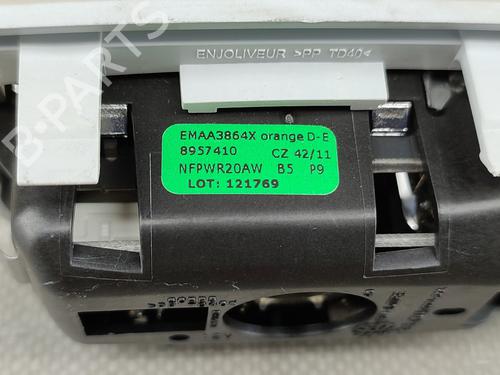 ENJOLIVEUR >PP TD40<
EMAA3864X orange D-E
8957410 CZ 42/11
NFPWR20AW B5 P9
LOT: 121769
B-PARTS